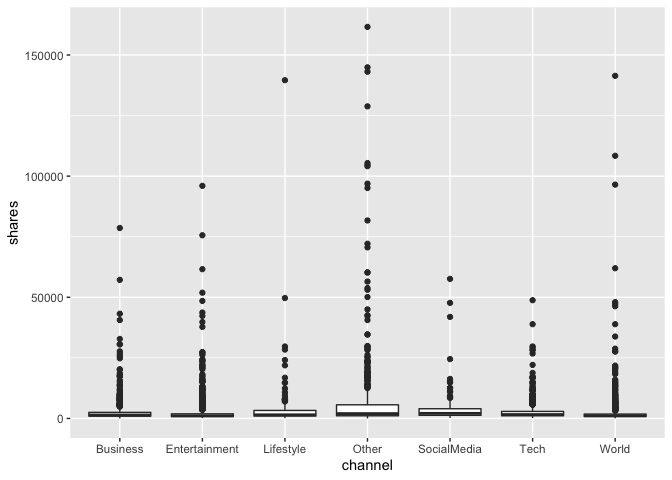 150000
100000
50000
0
shares
Business Entertainment Lifestyle Other SocialMedia Tech World
channel